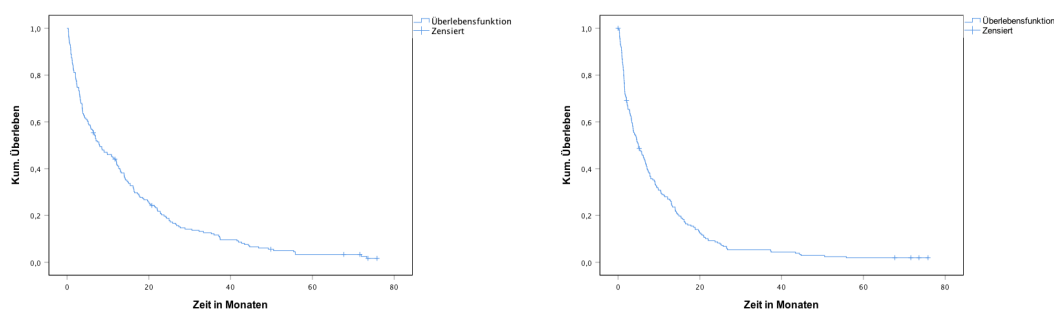 Überlebensfunktion
Zensiert
1,0
0,8
0,6
0,4
0,2
0,0
Kum. Überleben
0
20
40
60
80
Zeit in Monaten
Überlebensfunktion
Zensiert
1,0
0,8
0,6
0,4
0,2
0,0
Kum. Überleben
0
20
40
60
80
Zeit in Monaten